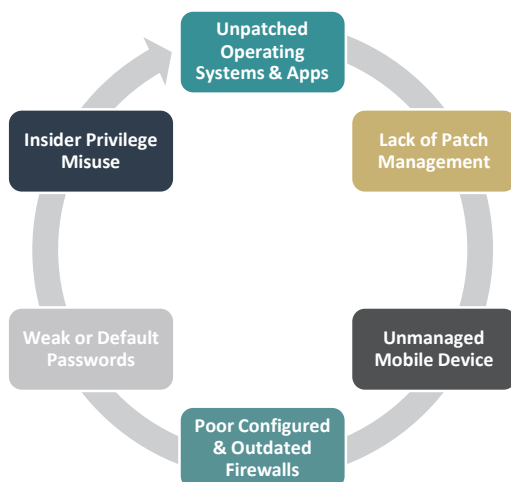 Unpatched
Operating
Systems & Apps
Lack of Patch
Management
Unmanaged
Mobile Device
Poor Configured
& Outdated
Firewalls
Weak or Default
Passwords
Insider Privilege
Misuse